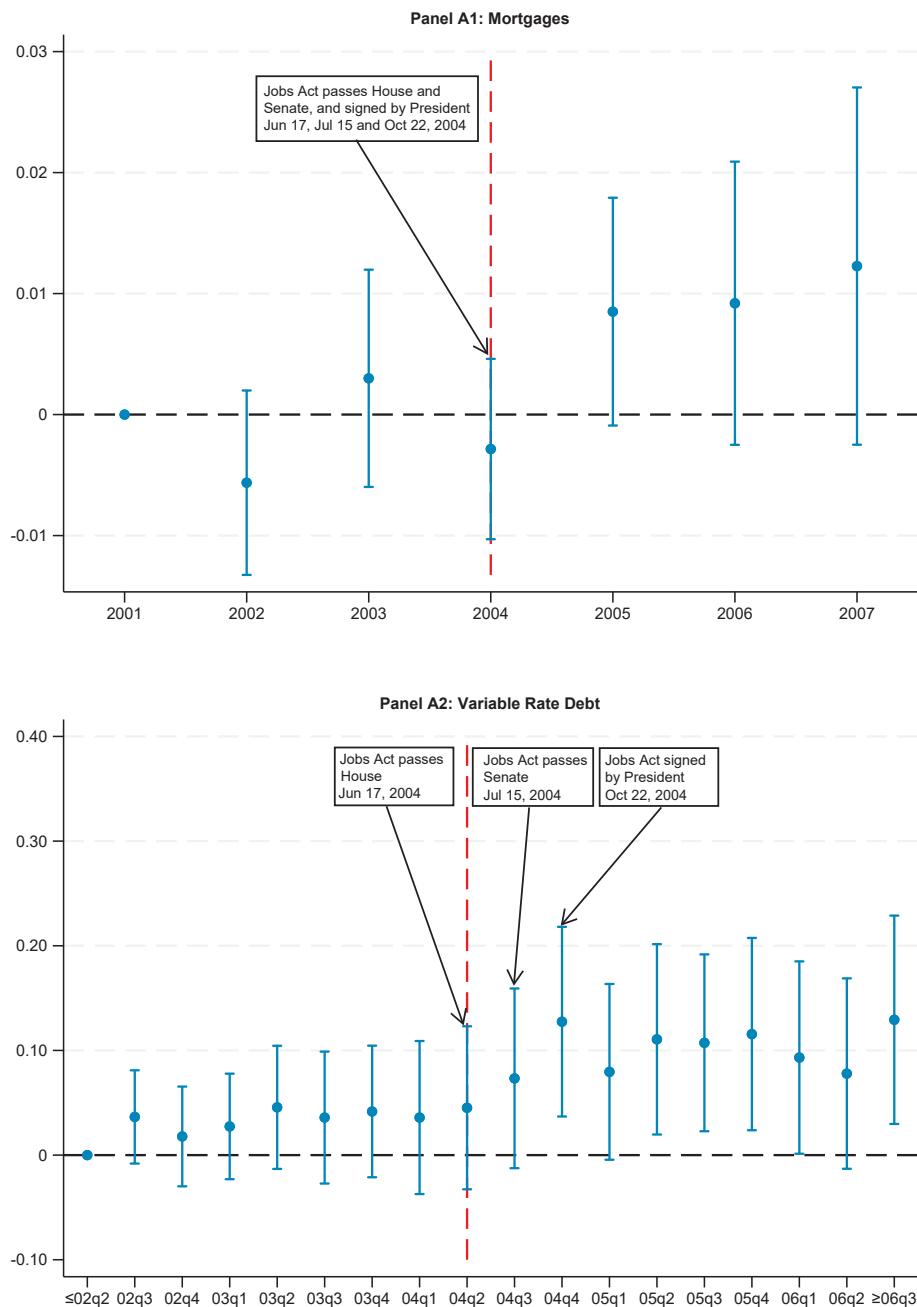 Panel A1: Mortgages
0.03
Jobs Act passes House and
Senate, and signed by President
Jun 17, Jul 15 and Oct 22, 2004
0.02
0.01
0
-0.01
2001 2002 2003 2004 2005 2006 2007
Panel A2: Variable Rate Debt
0.40
Jobs Act passes
House
Jun 17, 2004
Jobs Act passes
Senate
Jul 15, 2004
Jobs Act signed
by President
Oct 22, 2004
0.30
0.20
0.10
0
-0.10
≤02q2 02q3 02q4 03q1 03q2 03q3 03q4 04q1 04q2 04q3 04q4 05q1 05q2 05q3 05q4 06q1 06q2 ≥06q3